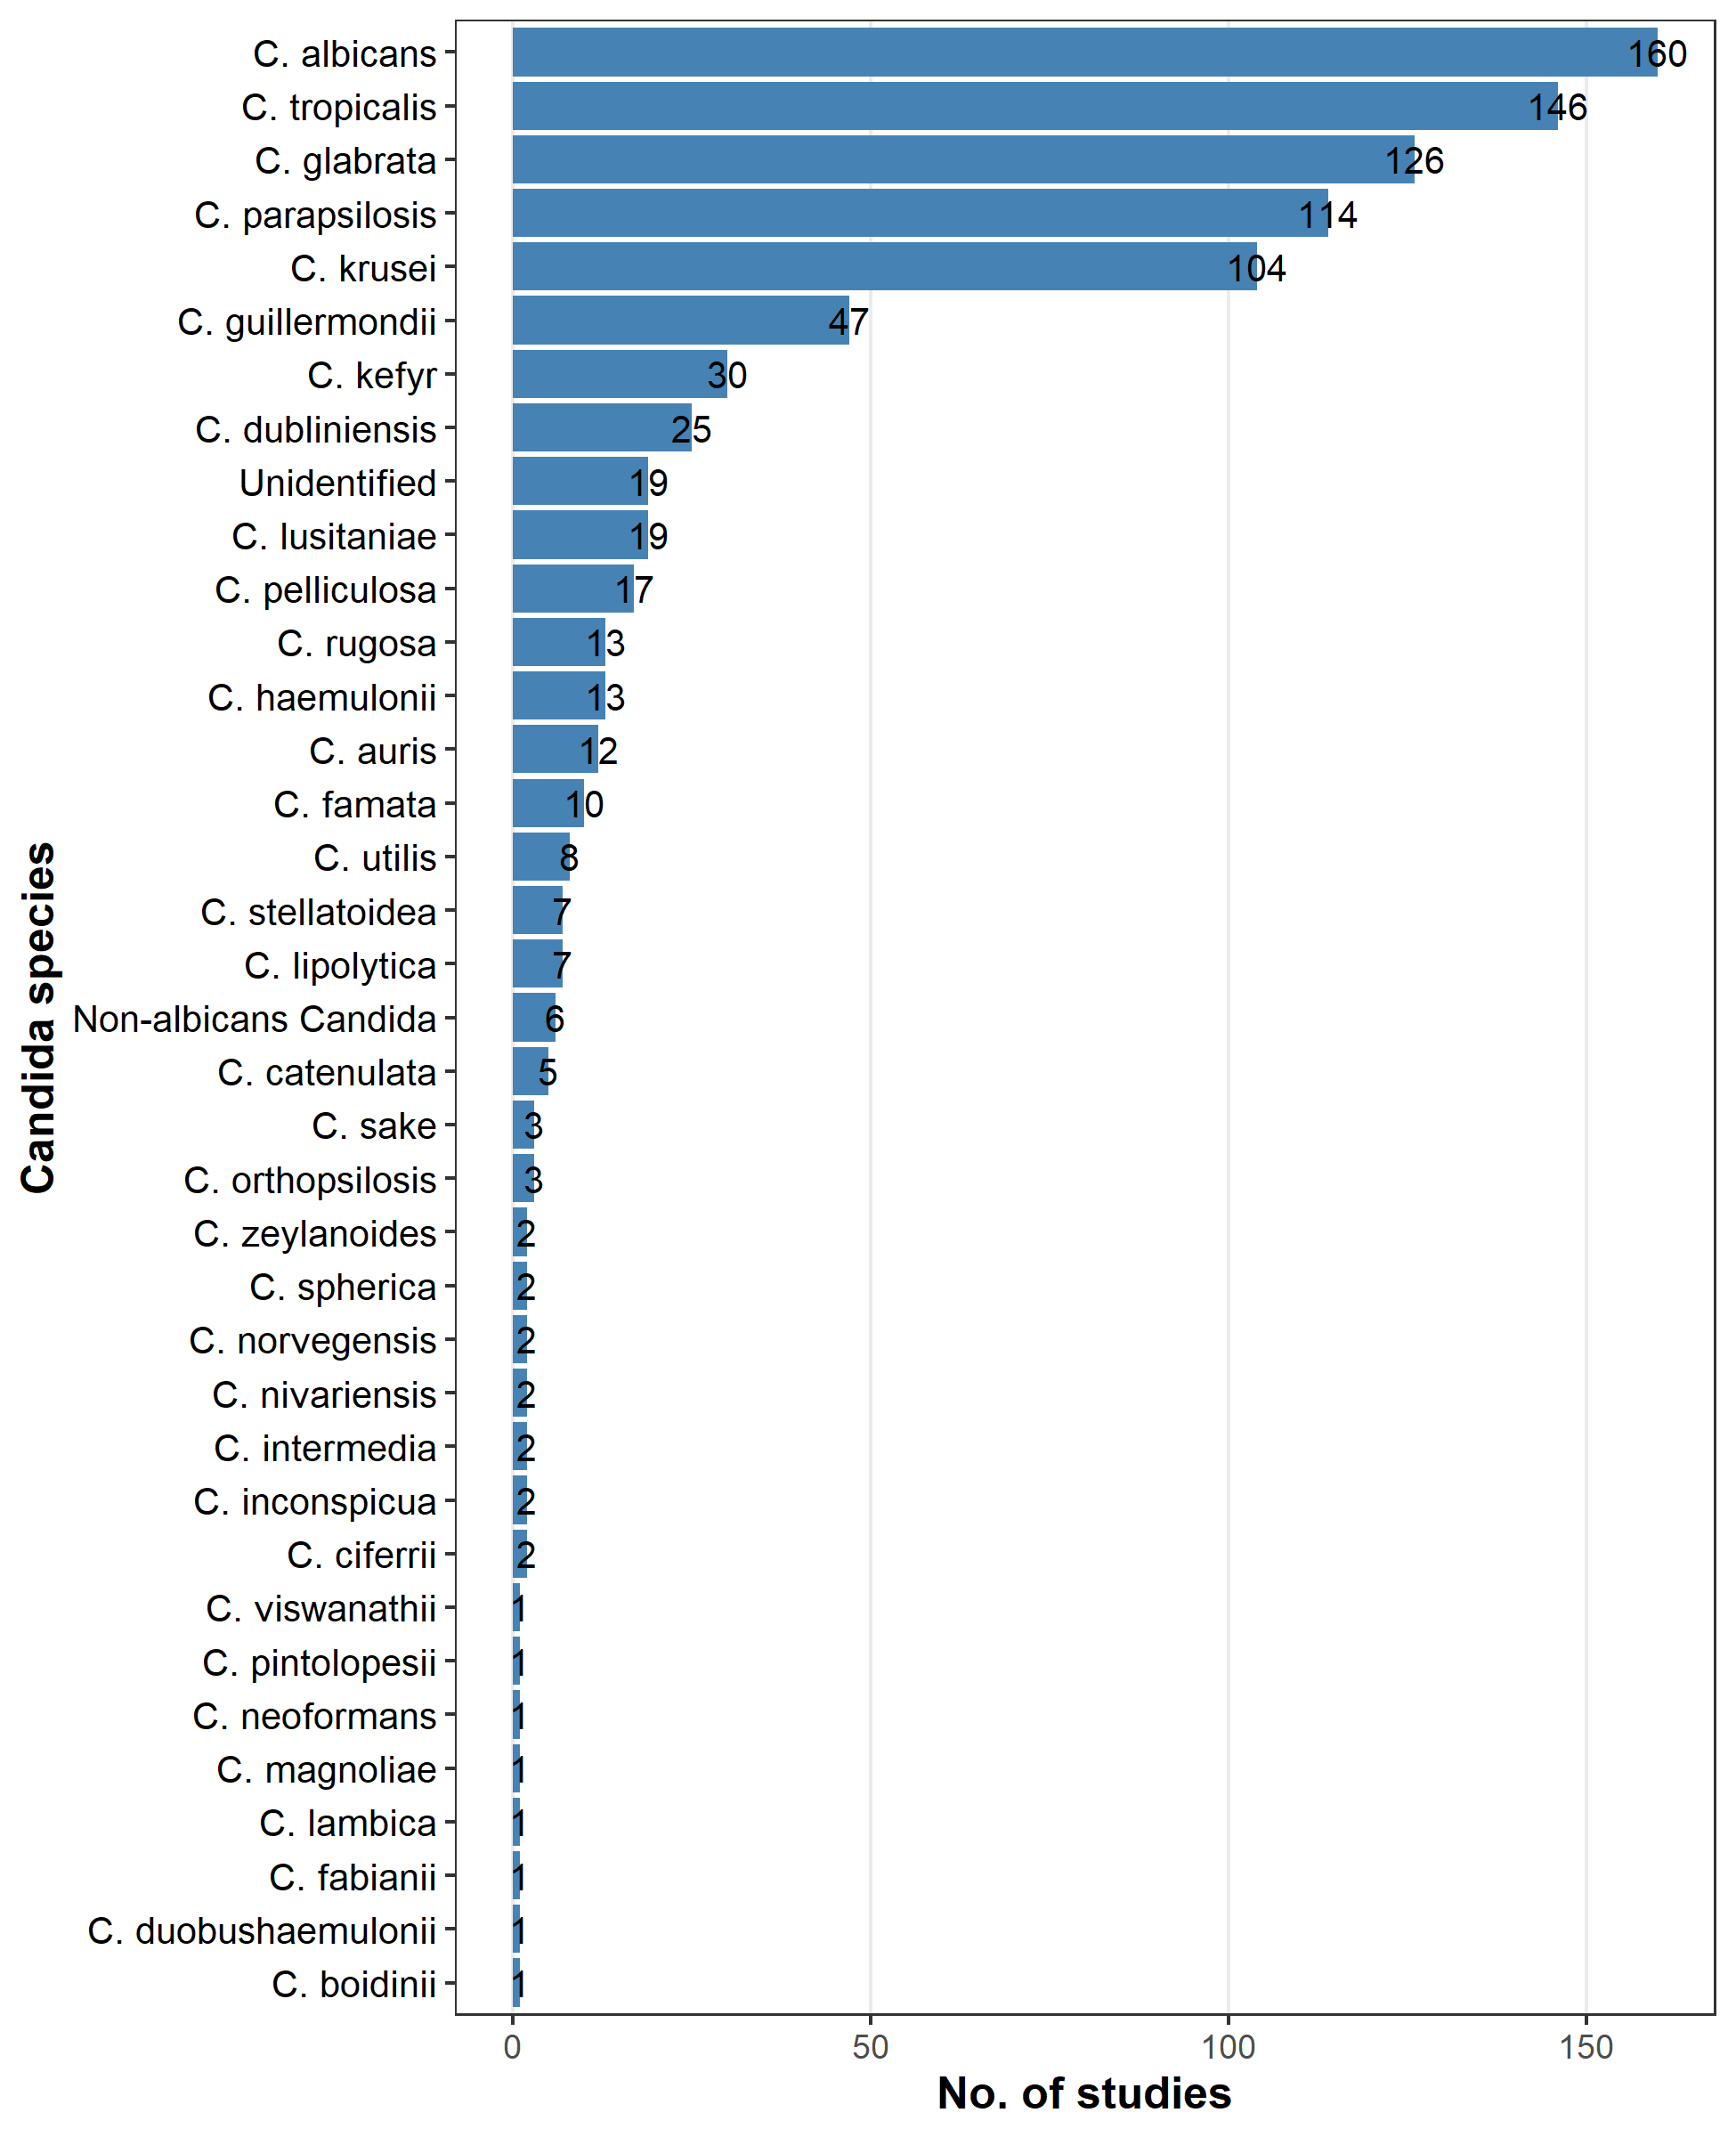 C. albicans 160
C. tropicalis 146
C. glabrata 126
C. parapsilosis 114
C. krusei 104
C. guillermondii 47
C. kefyr 30
C. dubliniensis 25
Unidentified 19
C. lusitaniae 19
C. pelliculosa 17
C. rugosa 13
C. haemulonii 13
C. auris 12
C. famata 10
C. utilis 8
C. stellatoidea 7
C. lipolytica 7
Non-albicans Candida 6
C. catenulata 5
C. sake 3
C. orthopsilosis 3
C. zeylanoides 2
C. spherica 2
C. norvegensis 2
C. nivariensis 2
C. intermedia 2
C. inconspicua 2
C. ciferrii 2
C. viswanathii 1
C. pintolopesii 1
C. neoformans 1
C. magnoliae 1
C. lambica 1
C. fabianii 1
C. duobushaemulonii 1
C. boidinii 1
0 50 100 150
No. of studies
Candida species